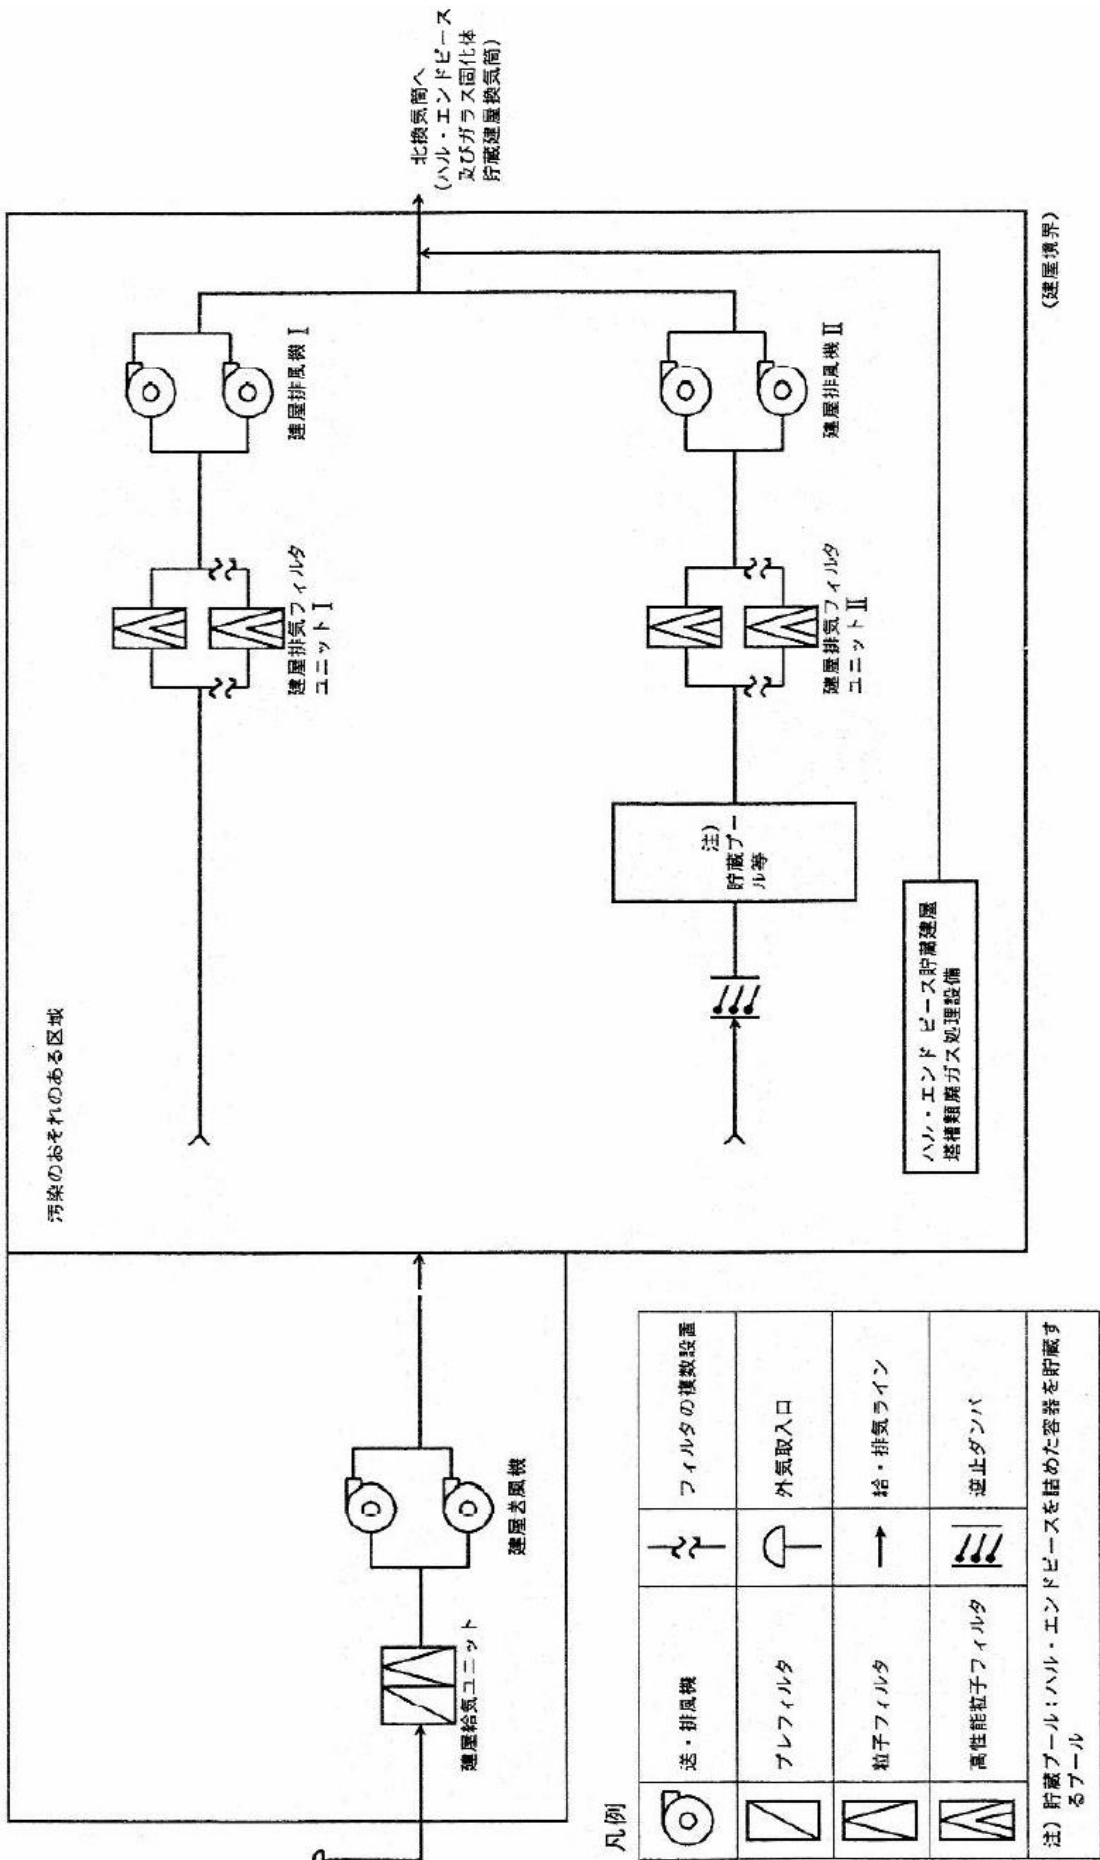 汚染のおそれのある区域
北換気筒へ
(ハル・エンドピース
及びガラス固化体
貯蔵建屋換気筒)
建屋排風機 I
建屋排気フィルタ
ユニット I
建屋排風機 II
建屋排気フィルタ
ユニット II
注)
貯蔵プー
ル等
ハル・エンド ピース貯蔵建屋
塔槽類廃ガス処理設備
(建屋境界)
建屋給気ユニット
建屋送風機
凡例
送・排風機
フィルタの複数設置
プレフィルタ
外気取入口
粒子フィルタ
給・排気ライン
高性能粒子フィルタ
逆止ダンパ
注) 貯蔵プール:ハル・エンドピースを詰めた容器を貯蔵す
るプール